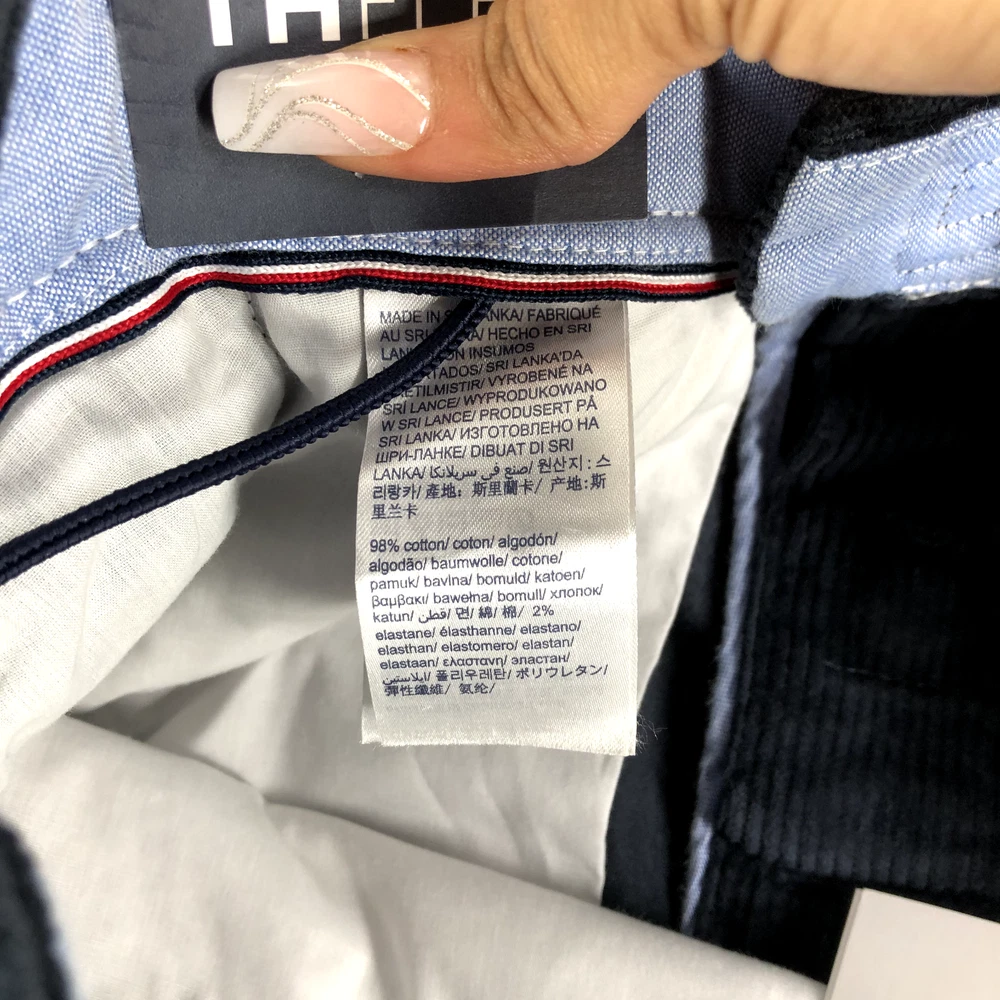 TH
MADE IN SRI LANKA/ FABRIQUÉ
AU SRI LANKA/ HECHO EN SRI
LANKA CON INSUMOS
SRI LANKA'DA
ÜRETILMISTIR/ VYROBENÉ NA
SRÍ LANCE/ WYPRODUKOWANO
W SRI LANCE/ PRODUSERT PÅ
SRI LANKA/ ИЗГОТОВЛЕНО НА
ШРИ-ЛАНКЕ/ DIBUAT DI SRI
LANKA/ صنع في سريلانكا/ 원산지: 스
리랑카/ 產地: 斯里蘭卡/ 产地:斯
里兰卡
98% cotton/ coton/ algodón/
algodão/ baumwolle/ cotone/
pamuk/ bavlna/ bomuld/ katoen/
βαμβακι/ bawełna/ bomull/ хлопок/
katun/ قطن/ 면/ 綿/ 棉/ 2%
elastane/ élasthanne/ elastano/
elasthan/ elastomero/ elastan/
elastaan/ ελαστανη/ эластан/
ايلاستين/ 폴리우레탄/ ポリウレタン/
彈性纖維/ 氨纶/